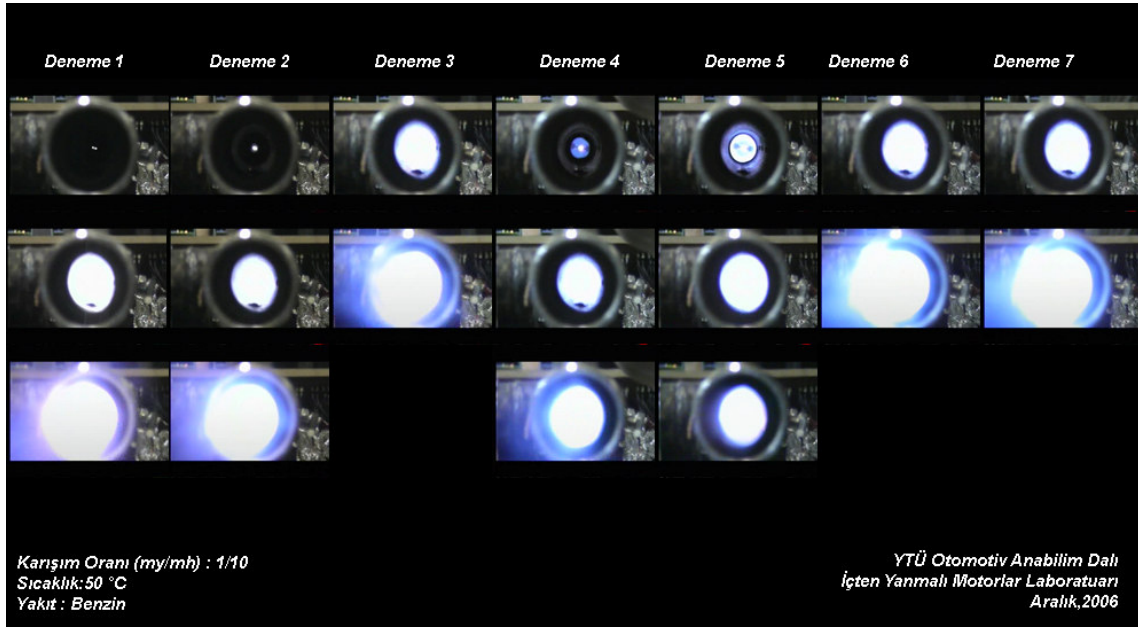 Deneme 1 Deneme 2 Deneme 3 Deneme 4 Deneme 5 Deneme 6 Deneme 7
Karışım Oranı (my/mh) : 1/10
Sıcaklık:50 °C
Yakıt : Benzin
YTÜ Otomotiv Anabilim Dalı
İçten Yanmalı Motorlar Laboratuarı
Aralık,2006